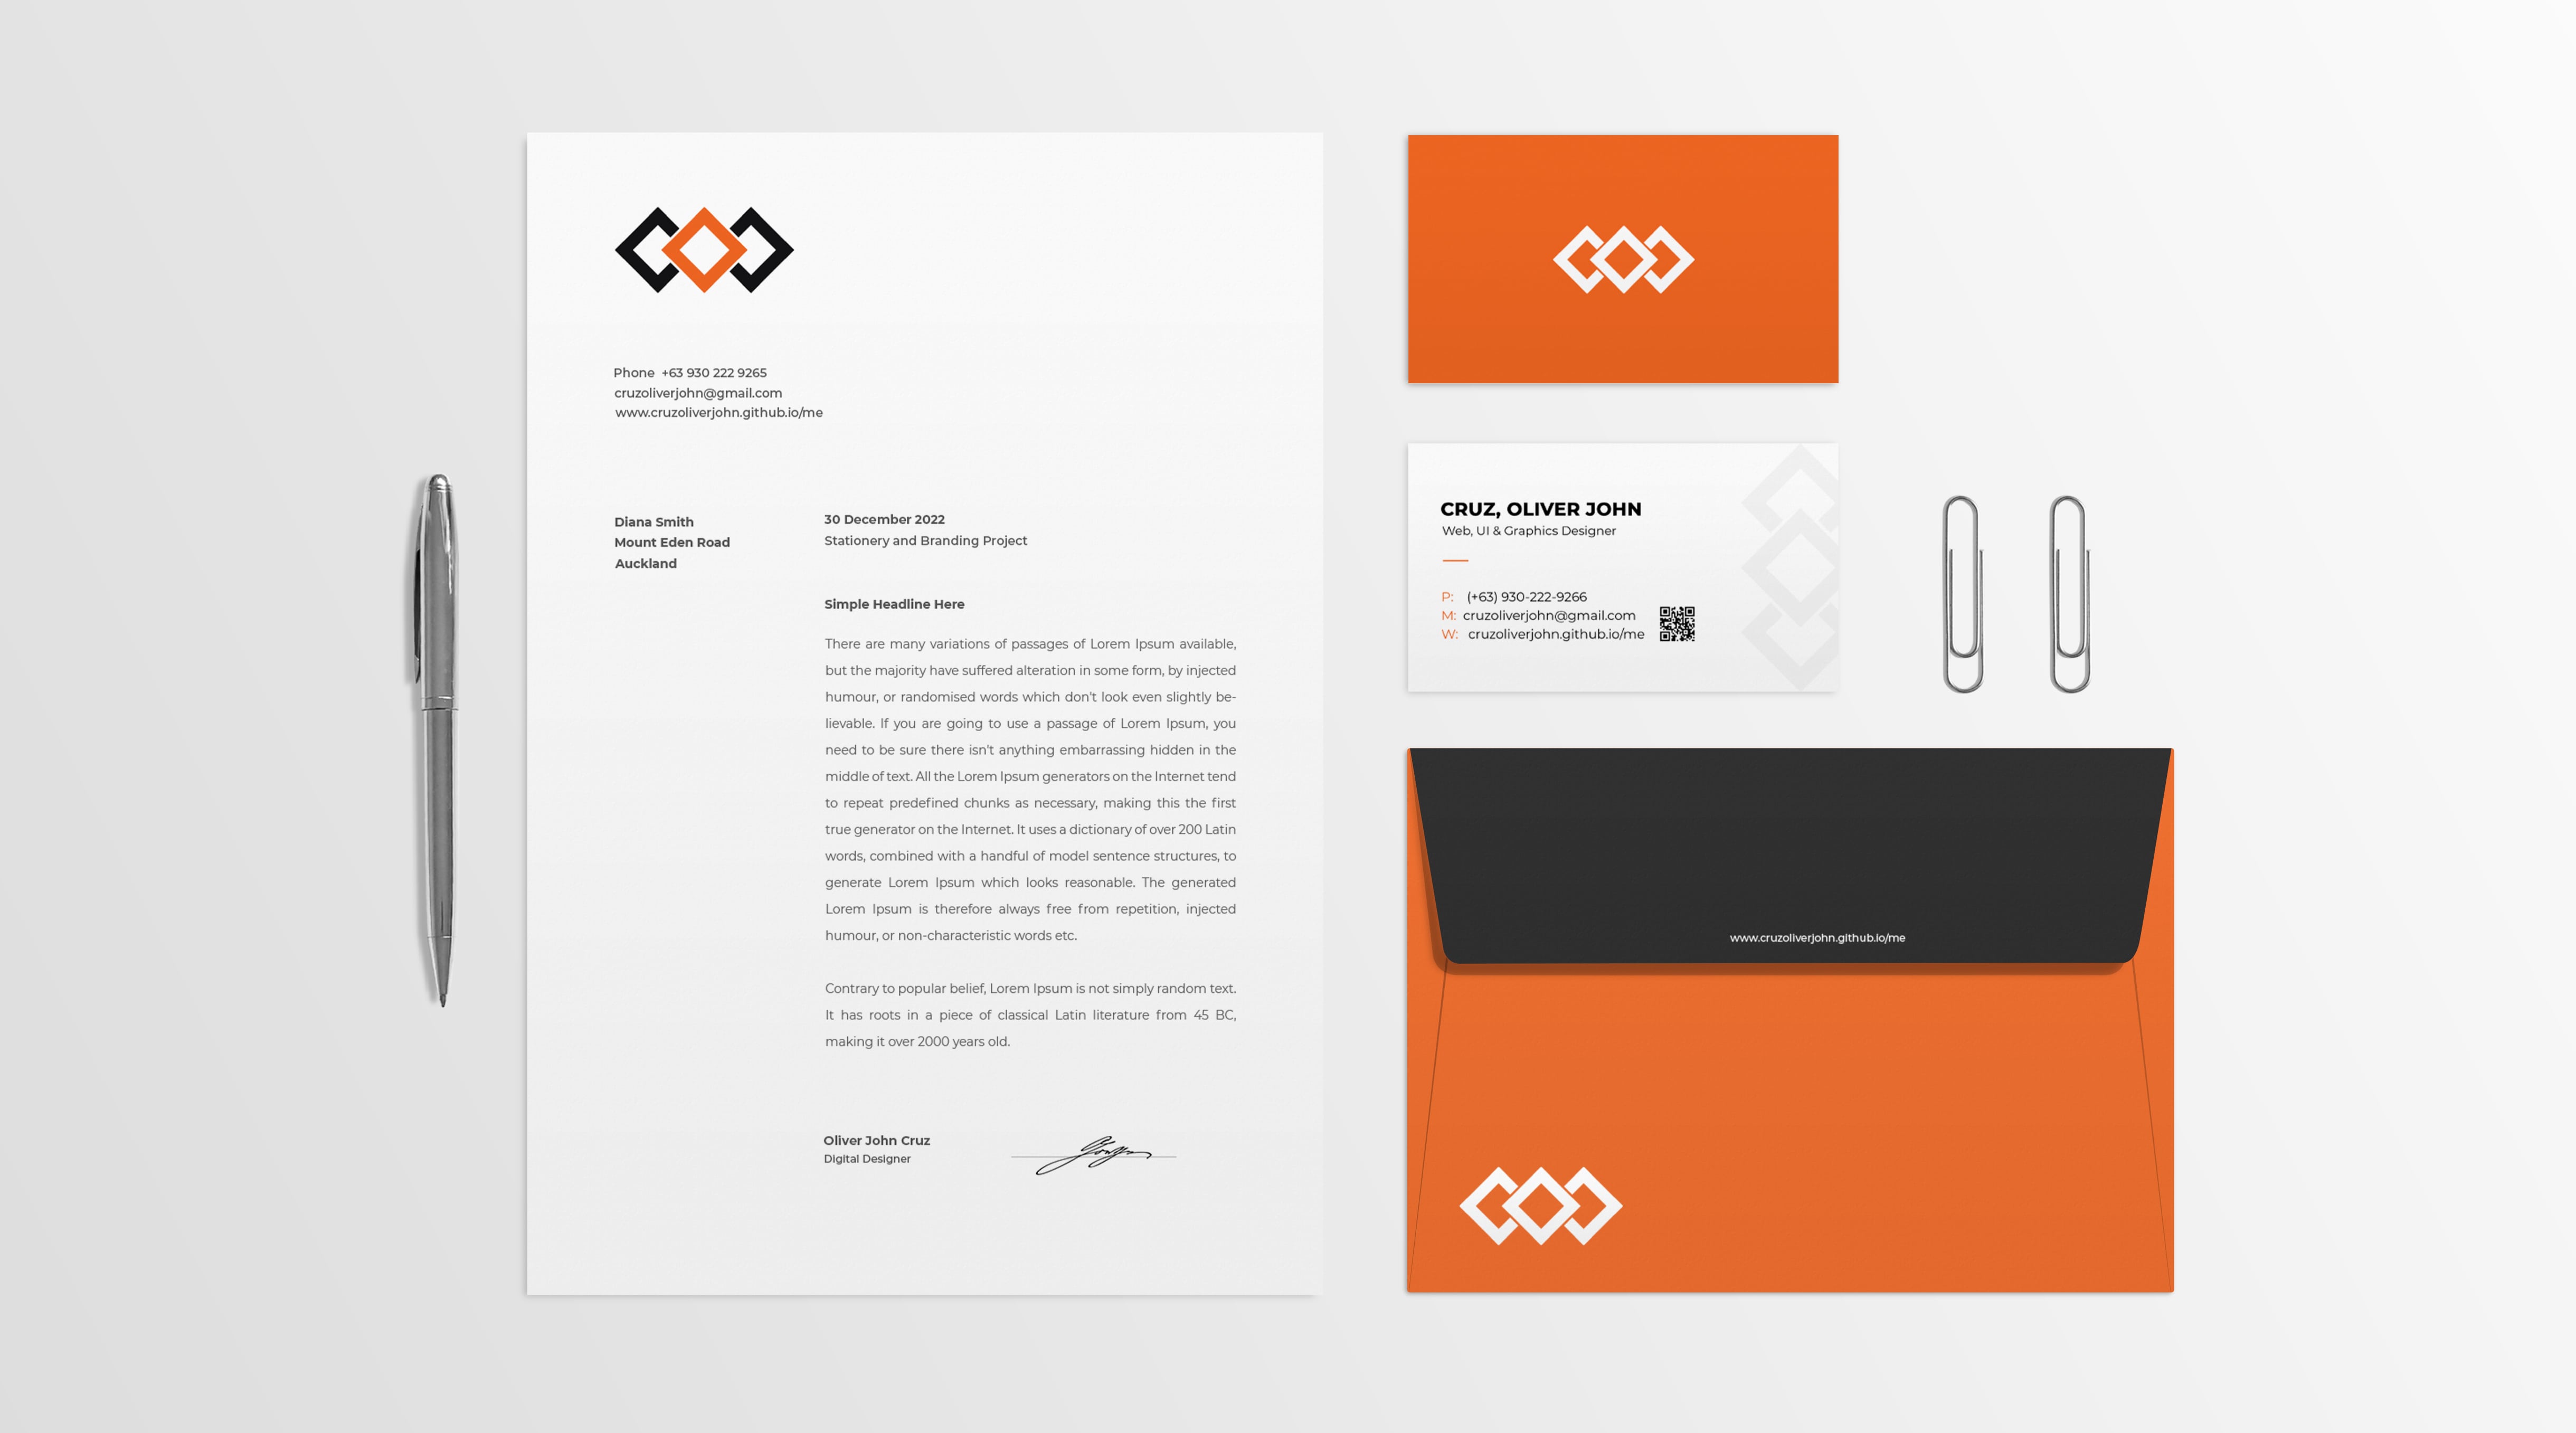 Phone +63 930 222 9265
cruzoliverjohn@gmail.com
www.cruzoliverjohn.github.io/me
Diana Smith
Mount Eden Road
Auckland
30 December 2022
Stationery and Branding Project
Simple Headline Here
There are many variations of passages of Lorem Ipsum available,
but the majority have suffered alteration in some form, by injected
humour, or randomised words which don't look even slightly be-
lievable. If you are going to use a passage of Lorem Ipsum, you
need to be sure there isn't anything embarrassing hidden in the
middle of text. All the Lorem Ipsum generators on the Internet tend
to repeat predefined chunks as necessary, making this the first
true generator on the Internet. It uses a dictionary of over 200 Latin
words, combined with a handful of model sentence structures, to
generate Lorem Ipsum which looks reasonable. The generated
Lorem Ipsum is therefore always free from repetition, injected
humour, or non-characteristic words etc.
Contrary to popular belief, Lorem Ipsum is not simply random text.
It has roots in a piece of classical Latin literature from 45 BC,
making it over 2000 years old.
Oliver John Cruz
Digital Designer
CRUZ, OLIVER JOHN
Web, UI & Graphics Designer
P: (+63) 930-222-9266
M: cruzoliverjohn@gmail.com
W: cruzoliverjohn.github.io/me
www.cruzoliverjohn.github.io/me